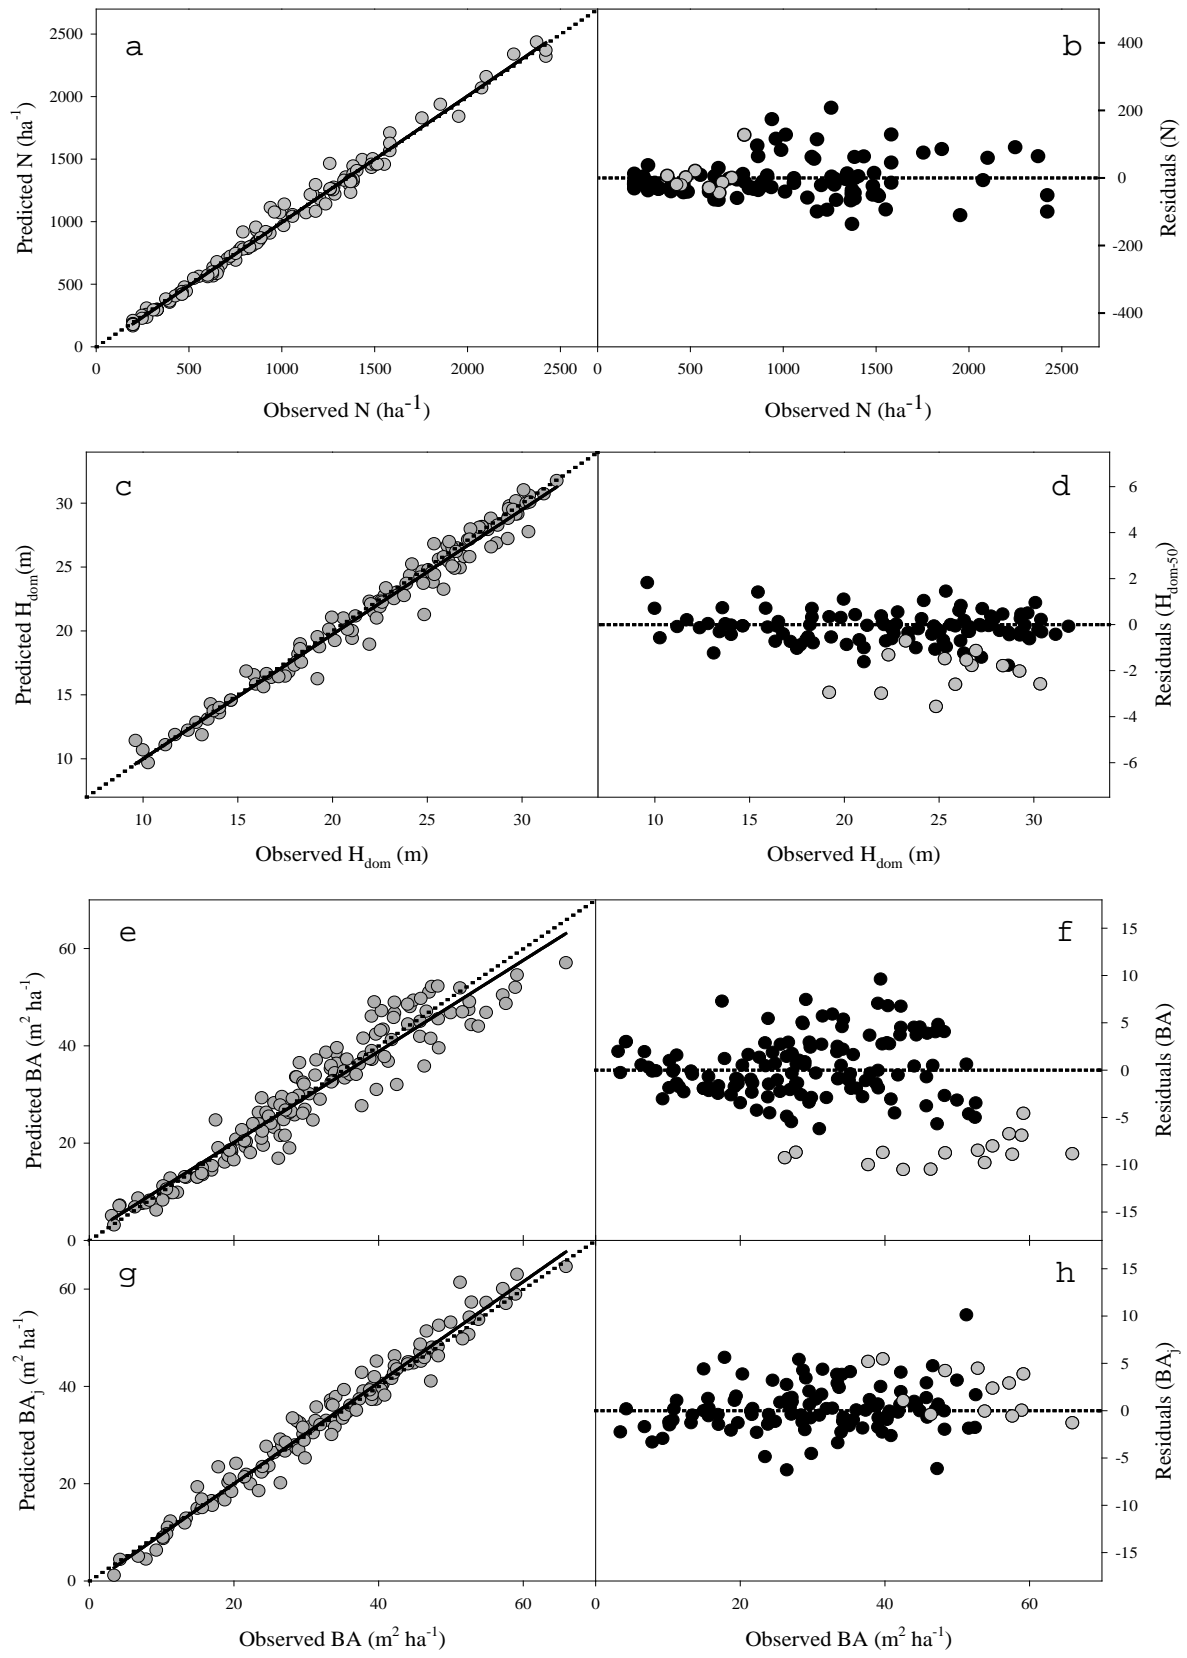 a
b
2500
2000
1500
1000
500
0
Predicted N (ha-1)
400
200
0
-200
-400
Residuals (N)
0 500 1000 1500 2000 2500 0 500 1000 1500 2000 2500
Observed N (ha-1)
Observed N (ha-1)
c
d
30
25
20
15
10
Predicted Hdom(m)
6
4
2
0
-2
-4
-6
Residuals (Hdom-50)
10 15 20 25 30 10 15 20 25 30
Observed Hdom (m)
Observed Hdom (m)
e
f
60
40
20
0
Predicted BA (m2 ha-1)
15
10
5
0
-5
-10
-15
Residuals (BA)
g
h
60
40
20
0
Predicted BAj (m2 ha-1)
15
10
5
0
-5
-10
-15
Residuals (BAj)
0 20 40 60 0 20 40 60
Observed BA (m2 ha-1)
Observed BA (m2 ha-1)